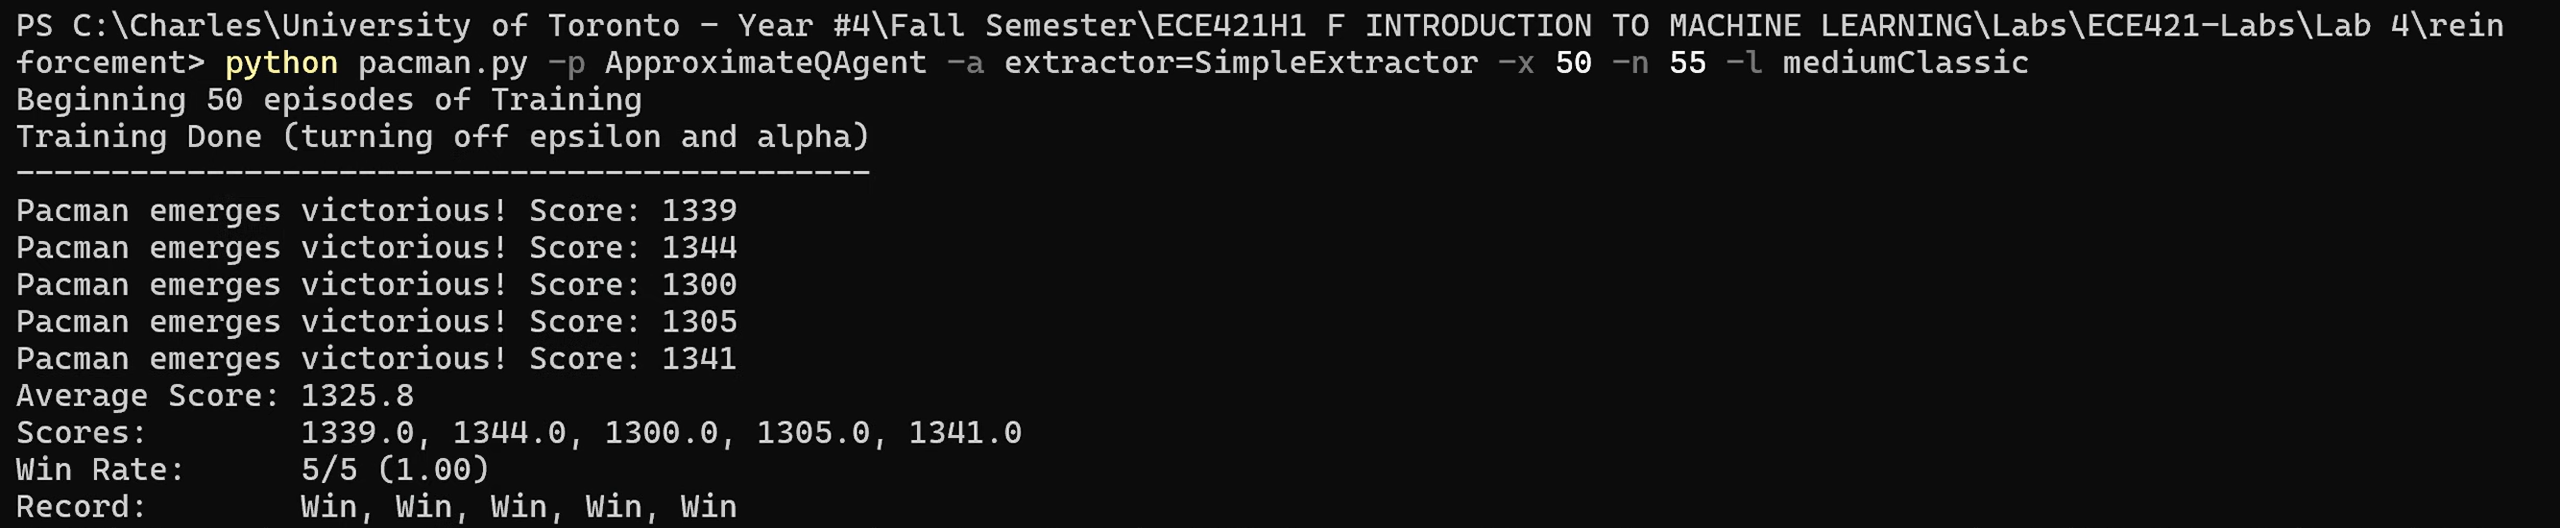 PS C:\Charles\University of Toronto - Year #4\Fall Semester\ECE421H1 F INTRODUCTION TO MACHINE LEARNING\Labs\ECE421-Labs\Lab 4\rein
forcement> python pacman.py -p ApproximateQAgent -a extractor=SimpleExtractor -x 50 -n 55 -l mediumClassic
Beginning 50 episodes of Training
Training Done (turning off epsilon and alpha)
---------------------------------------------
Pacman emerges victorious! Score: 1339
Pacman emerges victorious! Score: 1344
Pacman emerges victorious! Score: 1300
Pacman emerges victorious! Score: 1305
Pacman emerges victorious! Score: 1341
Average Score: 1325.8
Scores:        1339.0, 1344.0, 1300.0, 1305.0, 1341.0
Win Rate:      5/5 (1.00)
Record:        Win, Win, Win, Win, Win